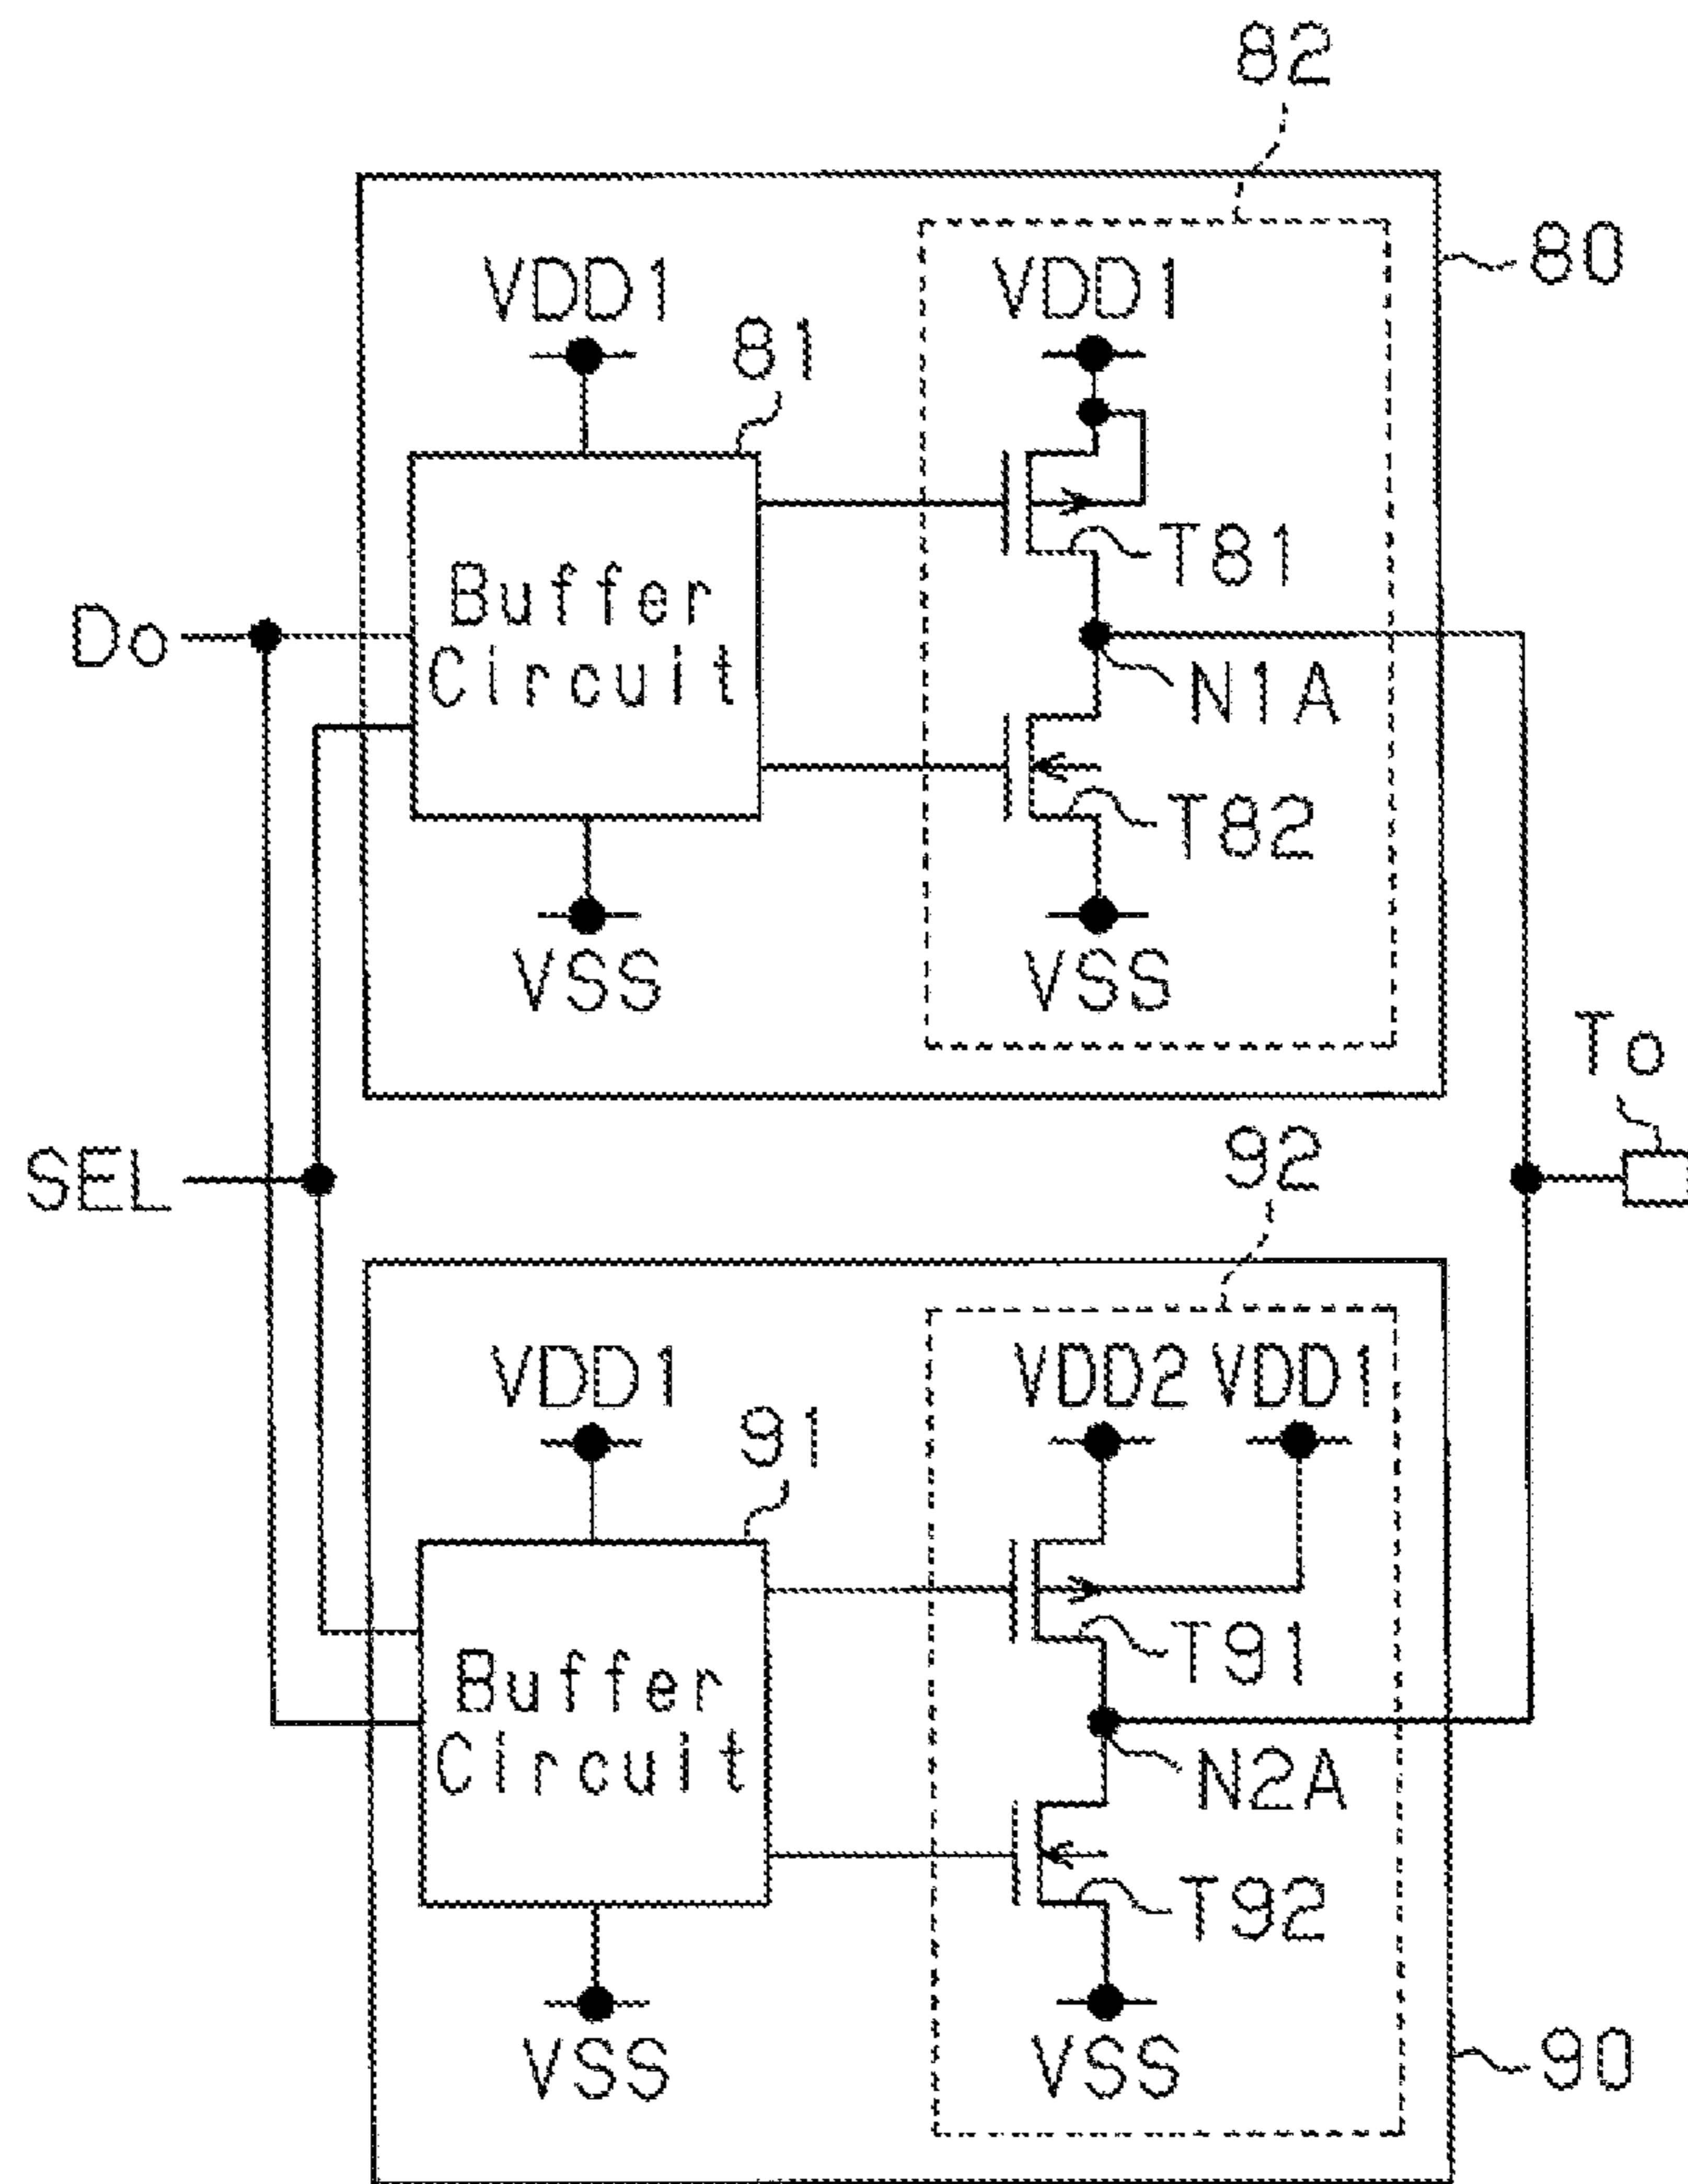 82
80
VDD1
VDD1
81
T81
Buffer
Circuit
Do
N1A
T82
VSS
VSS
To
SEL
92
VDD1
VDD2
VDD1
91
T91
Buffer
Circuit
N2A
T92
VSS
VSS
90